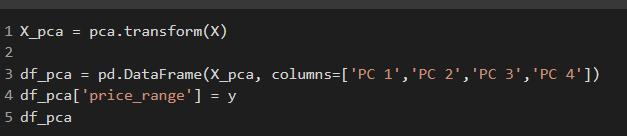 1 X_pca = pca.transform(X)
2
3 df_pca = pd.DataFrame(X_pca, columns=['PC 1','PC 2','PC 3','PC 4'])
4 df_pca['price_range'] = y
5 df_pca